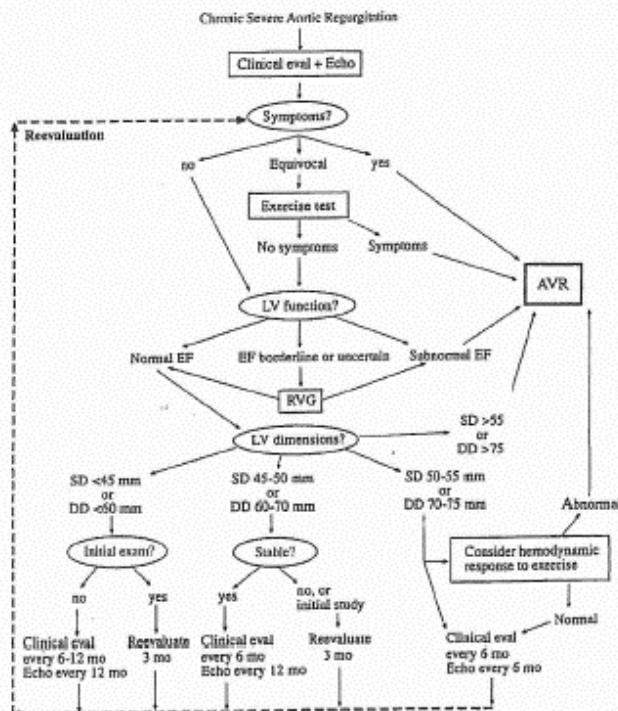 Chronic Severe Aortic Regurgitation
Clinical eval + Echo
Reevaluation
Symptoms?
no
Equivocal
yes
Exercise test
No symptoms
Symptoms
AVR
LV function?
Normal EF
EF borderline or uncertain
Subnormal EF
RVG
LV dimensions?
SD >55
or
DD >75
SD <45 mm
or
DD <60 mm
SD 45-50 mm
or
DD 60-70 mm
SD 50-55 mm
or
DD 70-75 mm
Abnormal
Initial exam?
Stable?
Consider hemodynamic
response to exercise
no
yes
yes
no, or
initial study
Normal
Clinical eval
every 6-12 mo
Echo every 12 mo
Reevaluate
3 mo
Clinical eval
every 6 mo
Echo every 12 mo
Reevaluate
3 mo
Clinical eval
every 6 mo
Echo every 6 mo